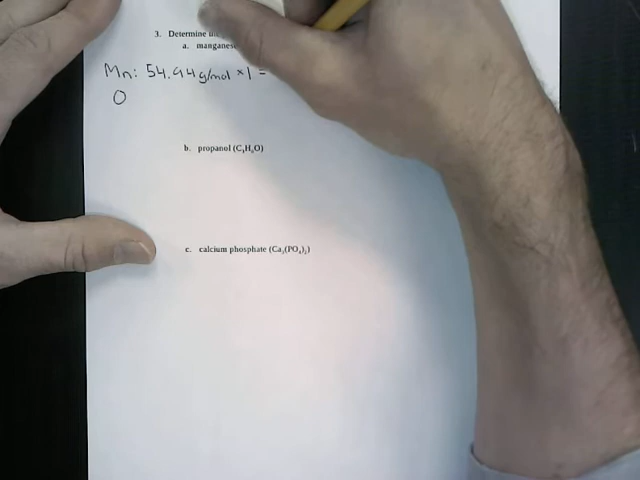 3. Determine
a. manganese
Mn: 54.94 g/mol × 1 =
O
b. propanol (C₃H₈O)
c. calcium phosphate (Ca₃(PO₄)₂)